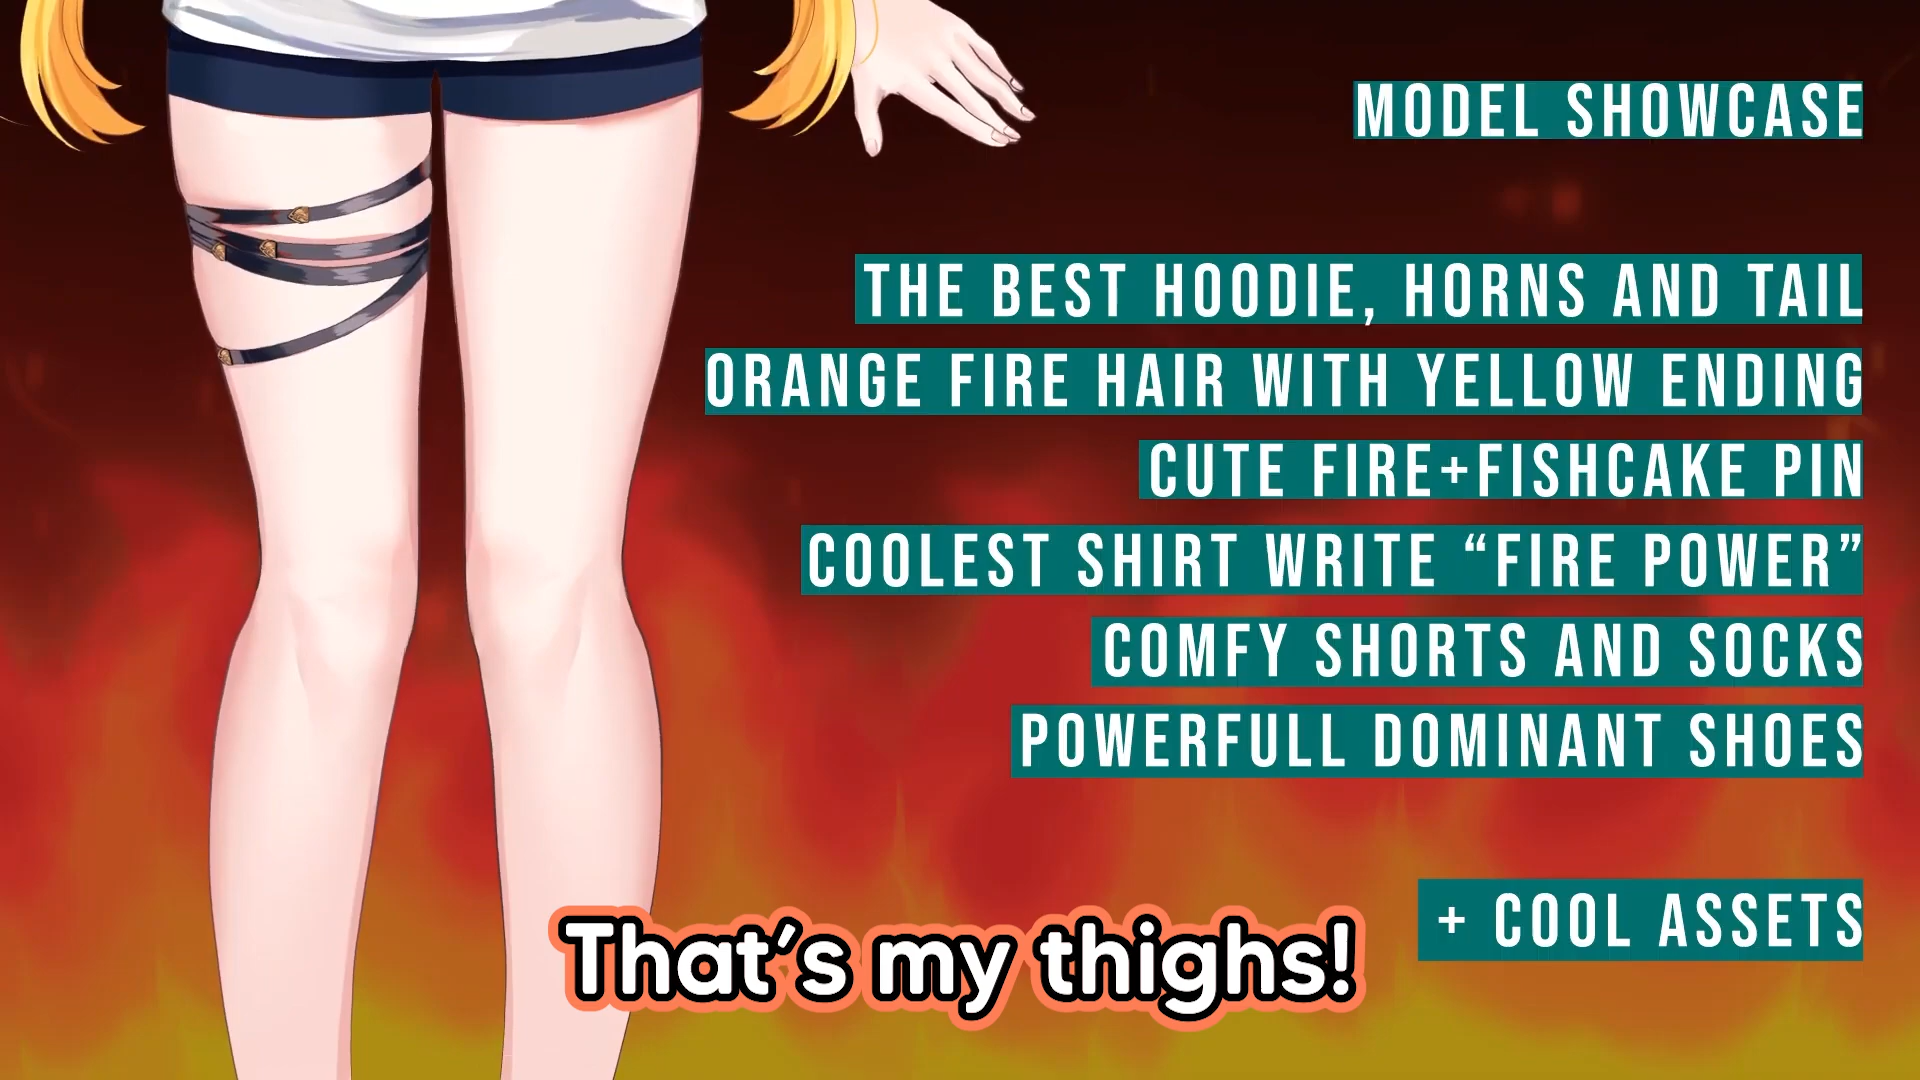 MODEL SHOWCASE
THE BEST HOODIE, HORNS AND TAIL
ORANGE FIRE HAIR WITH YELLOW ENDING
CUTE FIRE+FISHCAKE PIN
COOLEST SHIRT WRITE “FIRE POWER”
COMFY SHORTS AND SOCKS
POWERFULL DOMINANT SHOES
+ COOL ASSETS
That's my thighs!